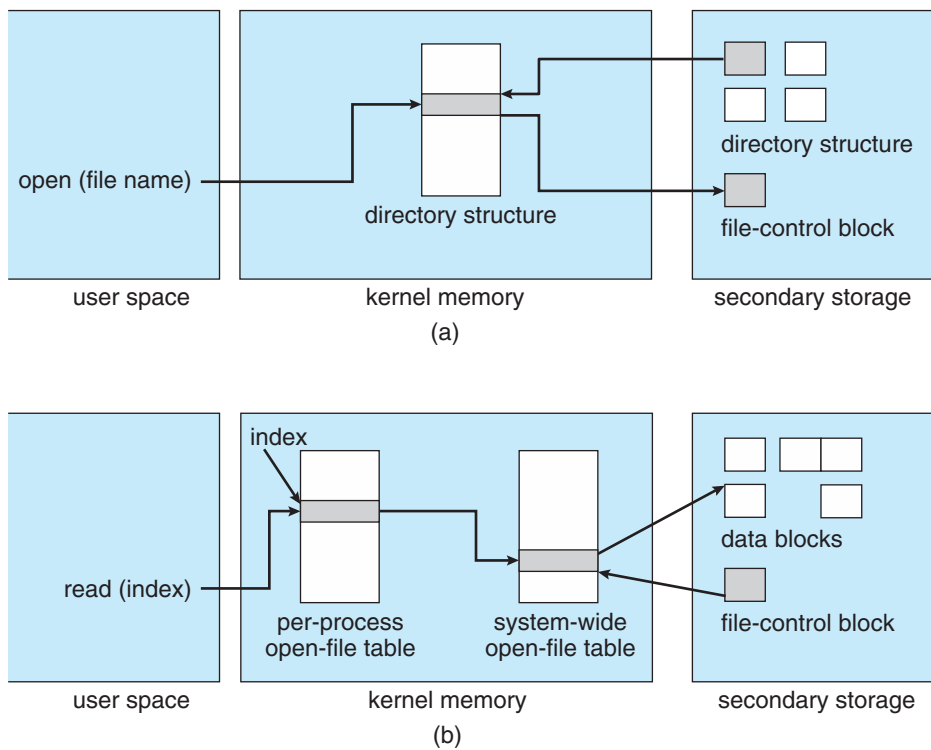 open (file name)
directory structure
directory structure
file-control block
user space
kernel memory
secondary storage
(a)
index
read (index)
per-process
open-file table
system-wide
open-file table
data blocks
file-control block
user space
kernel memory
secondary storage
(b)